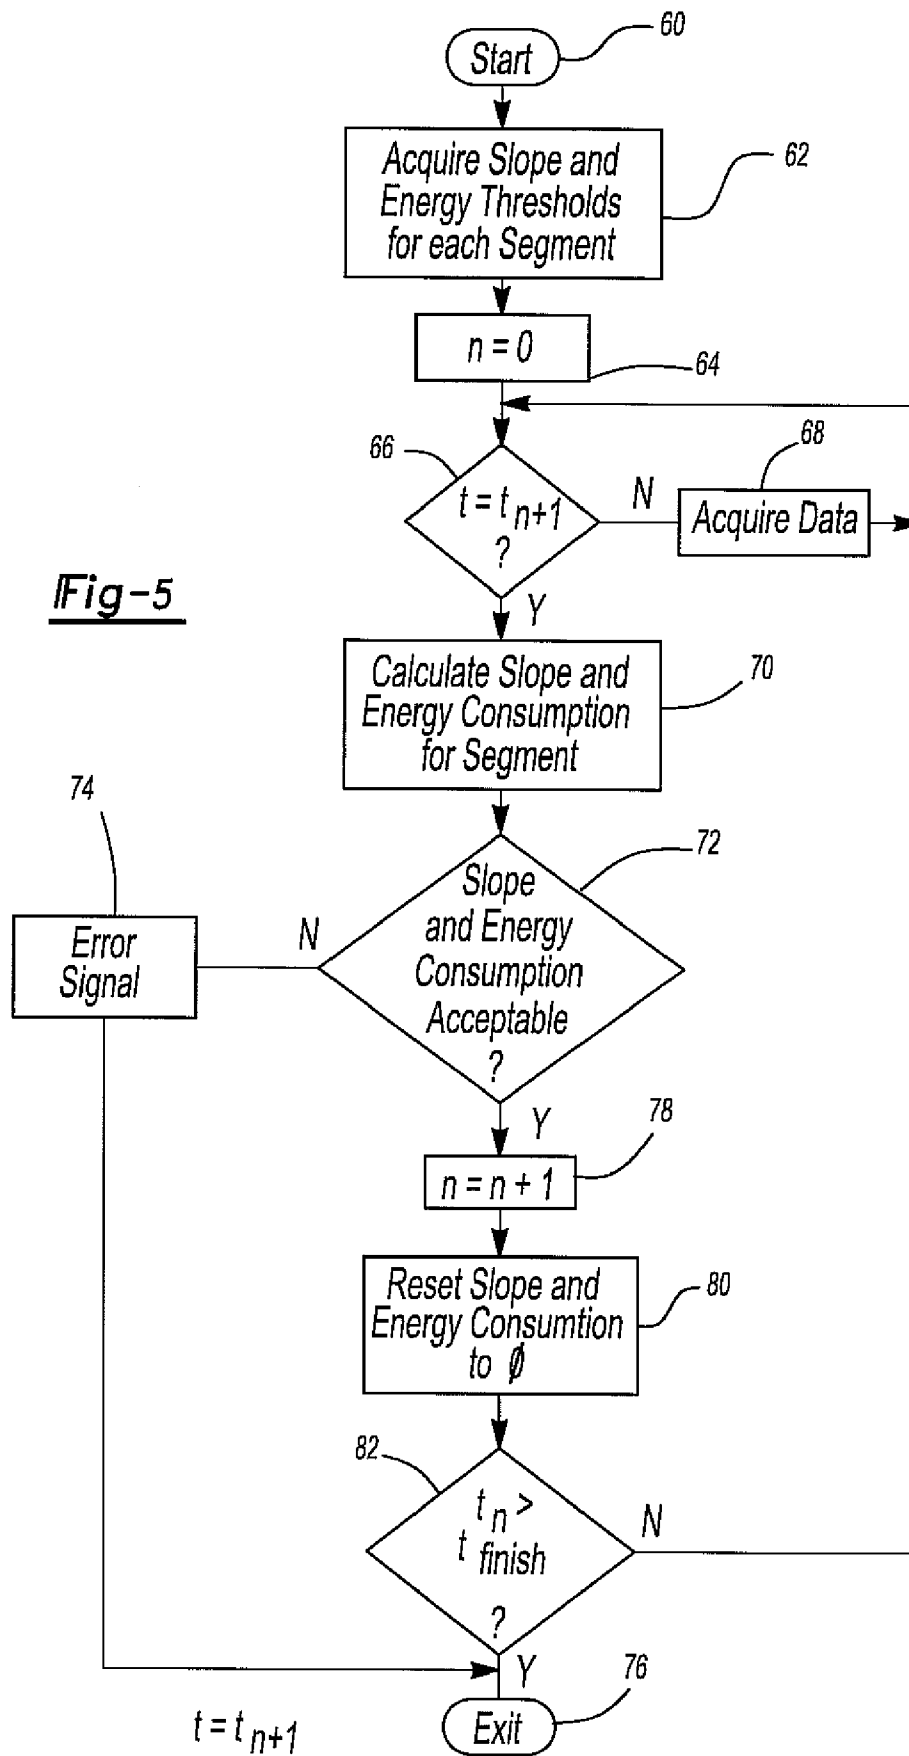 60
Start
Acquire Slope and
Energy Thresholds
for each Segment
62
n = 0
64
66
t = t n+1
?
N
68
Acquire Data
Fig-5
Y
Calculate Slope and
Energy Consumption
for Segment
70
74
72
Slope
and Energy
Consumption
Acceptable
?
N
Error
Signal
Y
78
n = n + 1
Reset Slope and
Energy Consumtion
to ∅
80
82
t n >
t finish
?
N
Y
76
Exit
t = t n+1